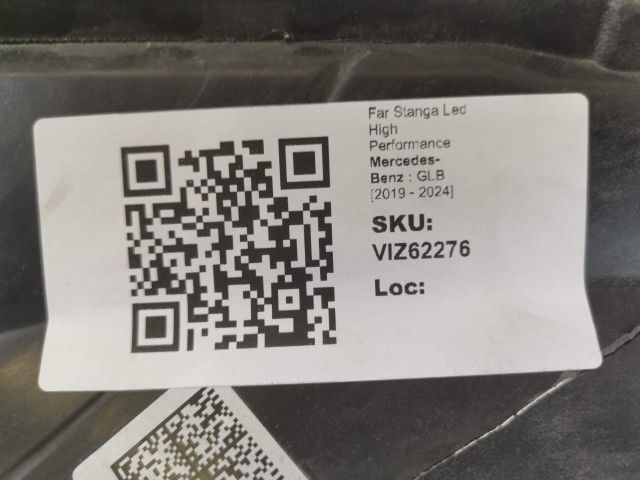 Far Stanga Led
High
Performance
Mercedes-
Benz : GLB
[2019 - 2024]
SKU:
VIZ62276
Loc: